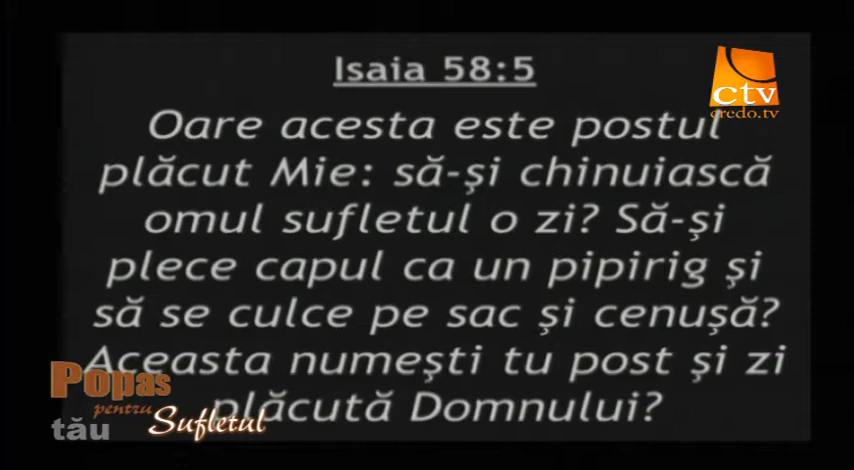 Isaia 58:5
ctv
credo.tv
Oare acesta este postul
plăcut Mie: să-şi chinuiască
omul sufletul o zi? Să-şi
plece capul ca un pipirig şi
să se culce pe sac şi cenuşă?
Aceasta numeşti tu post şi zi
plăcută Domnului?
Popas
pentru
Sufletul
tău